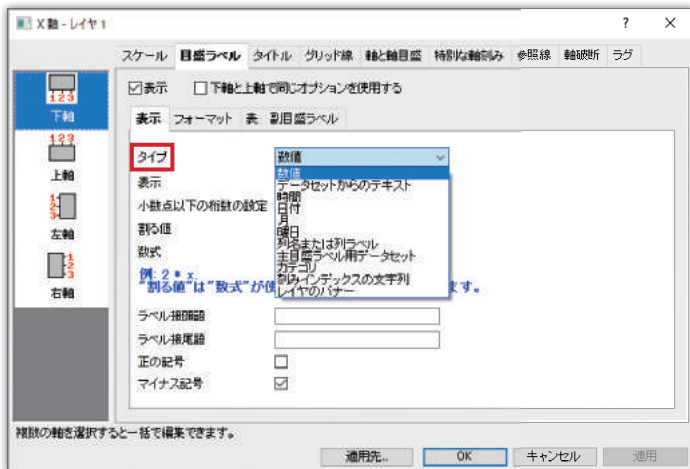 X 軸 - レイヤ 1
? ×
スケール 目盛ラベル タイトル グリッド線 軸と軸目盛 特別な軸刻み 参照線 軸破断 ラグ
123
下軸
123
上軸
1 2 3
左軸
1 2 3
右軸
表示 下軸と上軸で同じオプションを使用する
表示 フォーマット 表 副目盛ラベル
タイプ 数値
数値
データセットからのテキスト
表示
時間
小数点以下の桁数の設定
日付
月
割る値
曜日
列名または列ラベル
数式
主目盛ラベル用データセット
カテゴリ
例: 2 * x
刻みインデックスの文字列
"割る値"は"数式"が使 ます。
レイヤのバナー
ラベル接頭語
ラベル接尾語
正の記号
マイナス記号
複数の軸を選択すると一括で編集できます。
適用先... OK キャンセル 適用